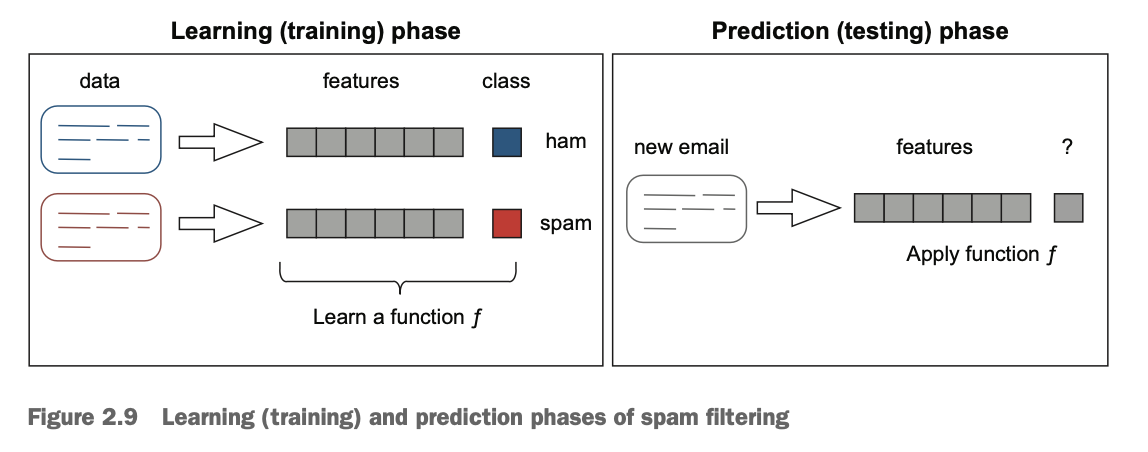 Learning (training) phase
data
features
class
ham
spam
Learn a function ƒ
Prediction (testing) phase
new email
features
?
Apply function ƒ
Figure 2.9 Learning (training) and prediction phases of spam filtering